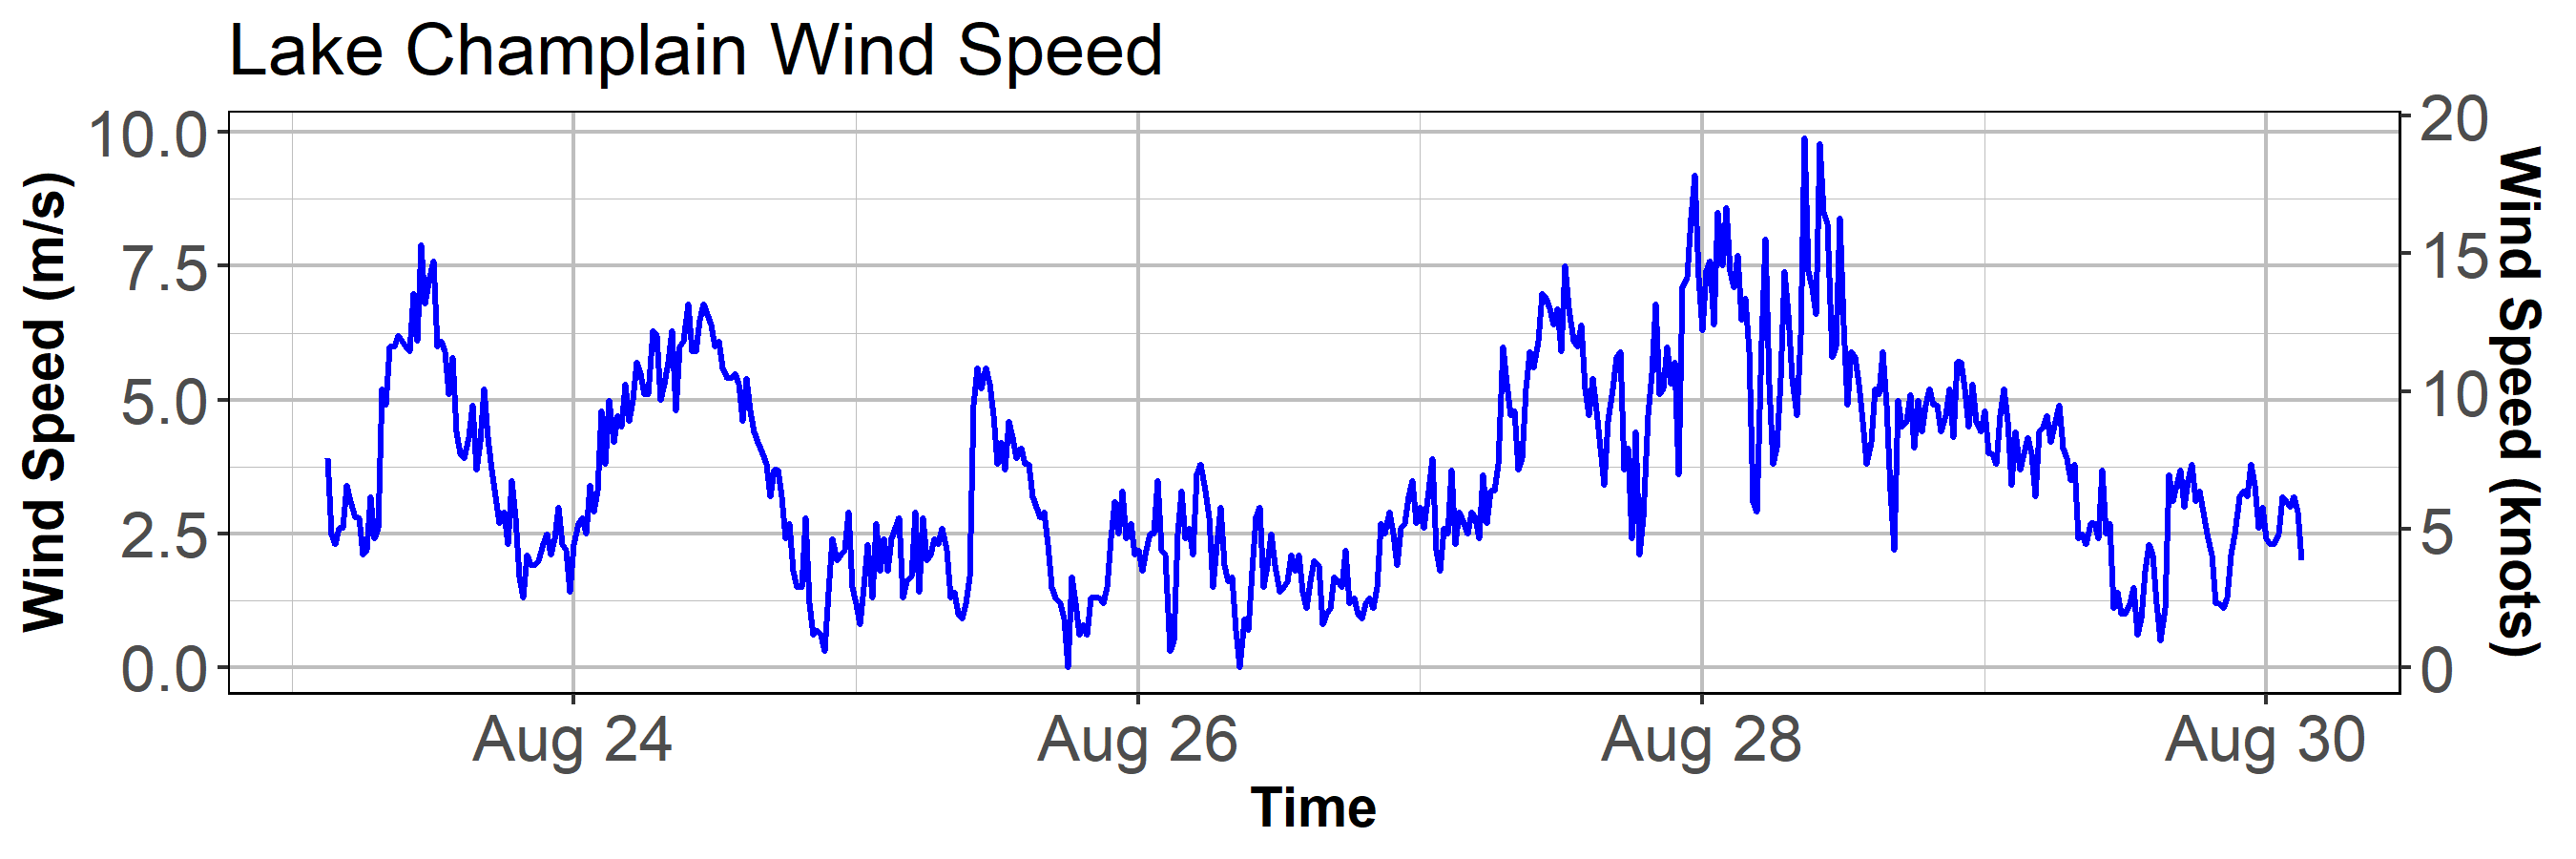 Lake Champlain Wind Speed
Wind Speed (m/s)
10.0
7.5
5.0
2.5
0.0
20
15
10
5
0
Wind Speed (knots)
Aug 24
Aug 26
Aug 28
Aug 30
Time